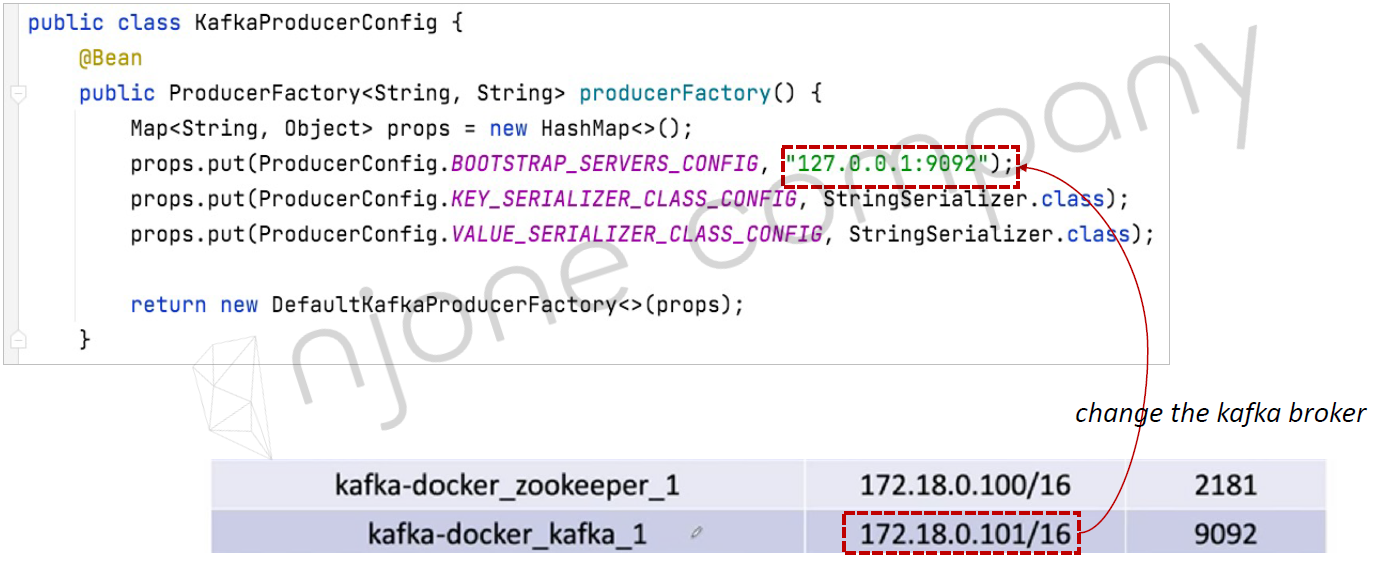 public class KafkaProducerConfig {
@Bean
public ProducerFactory<String, String> producerFactory() {
Map<String, Object> props = new HashMap<>();
props.put(ProducerConfig.BOOTSTRAP_SERVERS_CONFIG, "127.0.0.1:9092");
props.put(ProducerConfig.KEY_SERIALIZER_CLASS_CONFIG, StringSerializer.class);
props.put(ProducerConfig.VALUE_SERIALIZER_CLASS_CONFIG, StringSerializer.class);
return new DefaultKafkaProducerFactory<>(props);
}
njone company
change the kafka broker
kafka-docker_zookeeper_1 172.18.0.100/16 2181
kafka-docker_kafka_1 172.18.0.101/16 9092